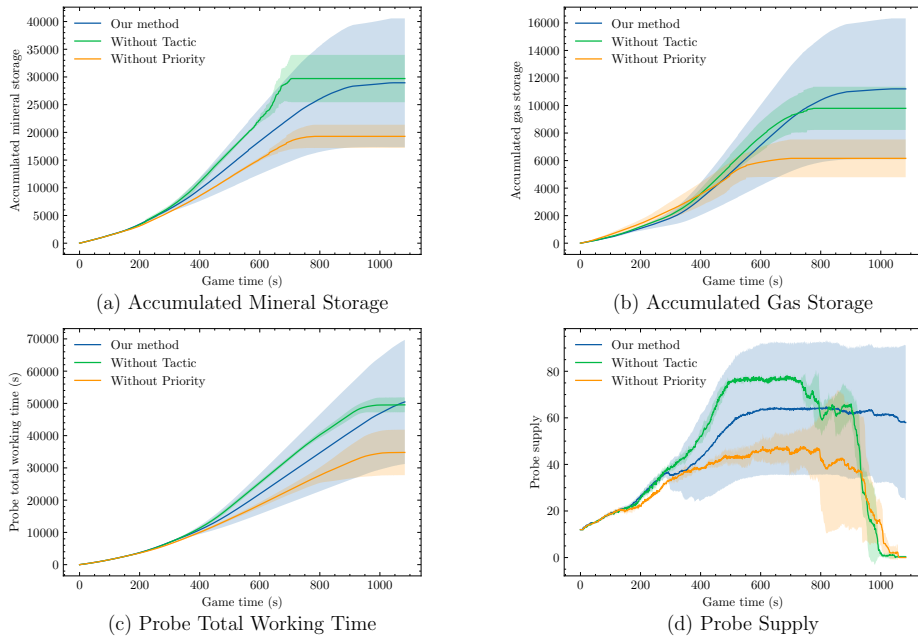 40000
35000
30000
25000
20000
15000
10000
5000
0
Accumulated mineral storage
Our method
Without Tactic
Without Priority
0 200 400 600 800 1000
Game time (s)
(a) Accumulated Mineral Storage
16000
14000
12000
10000
8000
6000
4000
2000
0
Accumulated gas storage
Our method
Without Tactic
Without Priority
0 200 400 600 800 1000
Game time (s)
(b) Accumulated Gas Storage
70000
60000
50000
40000
30000
20000
10000
0
Probe total working time (s)
Our method
Without Tactic
Without Priority
0 200 400 600 800 1000
Game time (s)
(c) Probe Total Working Time
80
60
40
20
0
Probe supply
Our method
Without Tactic
Without Priority
0 200 400 600 800 1000
Game time (s)
(d) Probe Supply